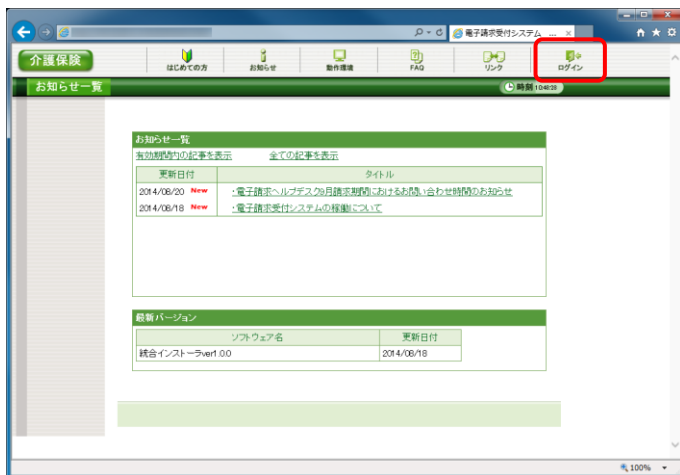 電子請求受付システム ... ×
介護保険
はじめての方
お知らせ
動作環境
FAQ
リンク
ログイン
お知らせ一覧
時刻 10:48:28
お知らせ一覧
有効期間内の記事を表示 全ての記事を表示
更新日付 タイトル
2014/08/20 New ・電子請求ヘルプデスク9月請求期間におけるお問い合わせ時間のお知らせ
2014/08/18 New ・電子請求受付システムの稼働について
最新バージョン
ソフトウェア名 更新日付
統合インストーラver1.0.0 2014/08/18
100%